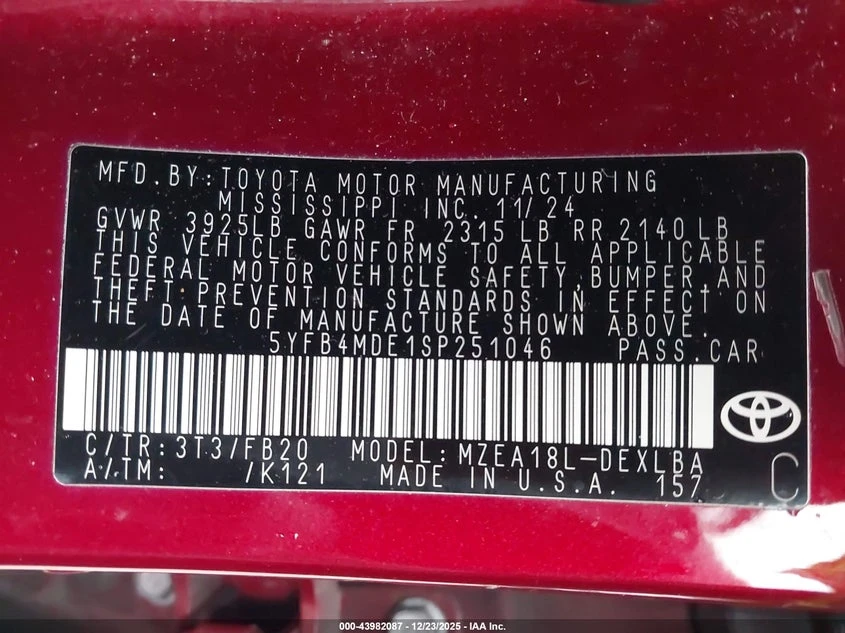 MFD.BY:TOYOTA MOTOR MANUFACTURING
MISSISSIPPI INC. 11/24
GVWR 3925LB GAWR FR 2315 LB RR 2140 LB
THIS VEHICLE CONFORMS TO ALL APPLICABLE
FEDERAL MOTOR VEHICLE SAFETY,BUMPER,AND
THEFT PREVENTION STANDARDS IN EFFECT ON
THE DATE OF MANUFACTURING SHOWN ABOVE.
5YFB4MDE1SP251046 PASS.CAR
C/TR:3T3/FB20 MODEL:MZEA18L-DEXLBA
A/TM: /K121 MADE IN U.S.A. 157
C
000-43982087 - 12/23/2025 - IAA Inc.